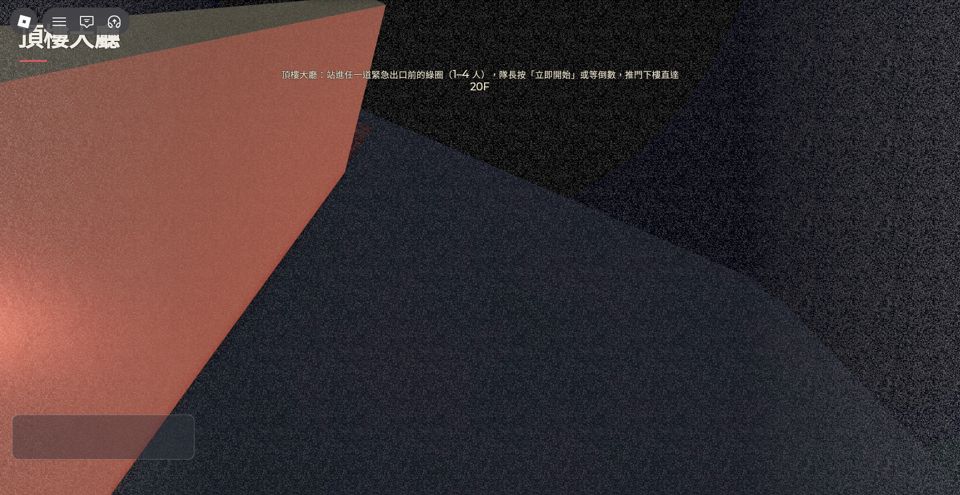 頂樓大廳
頂樓大廳：站進任一道緊急出口前的綠圈（1–4 人），隊長按「立即開始」或等倒數，推門下樓直達
20F